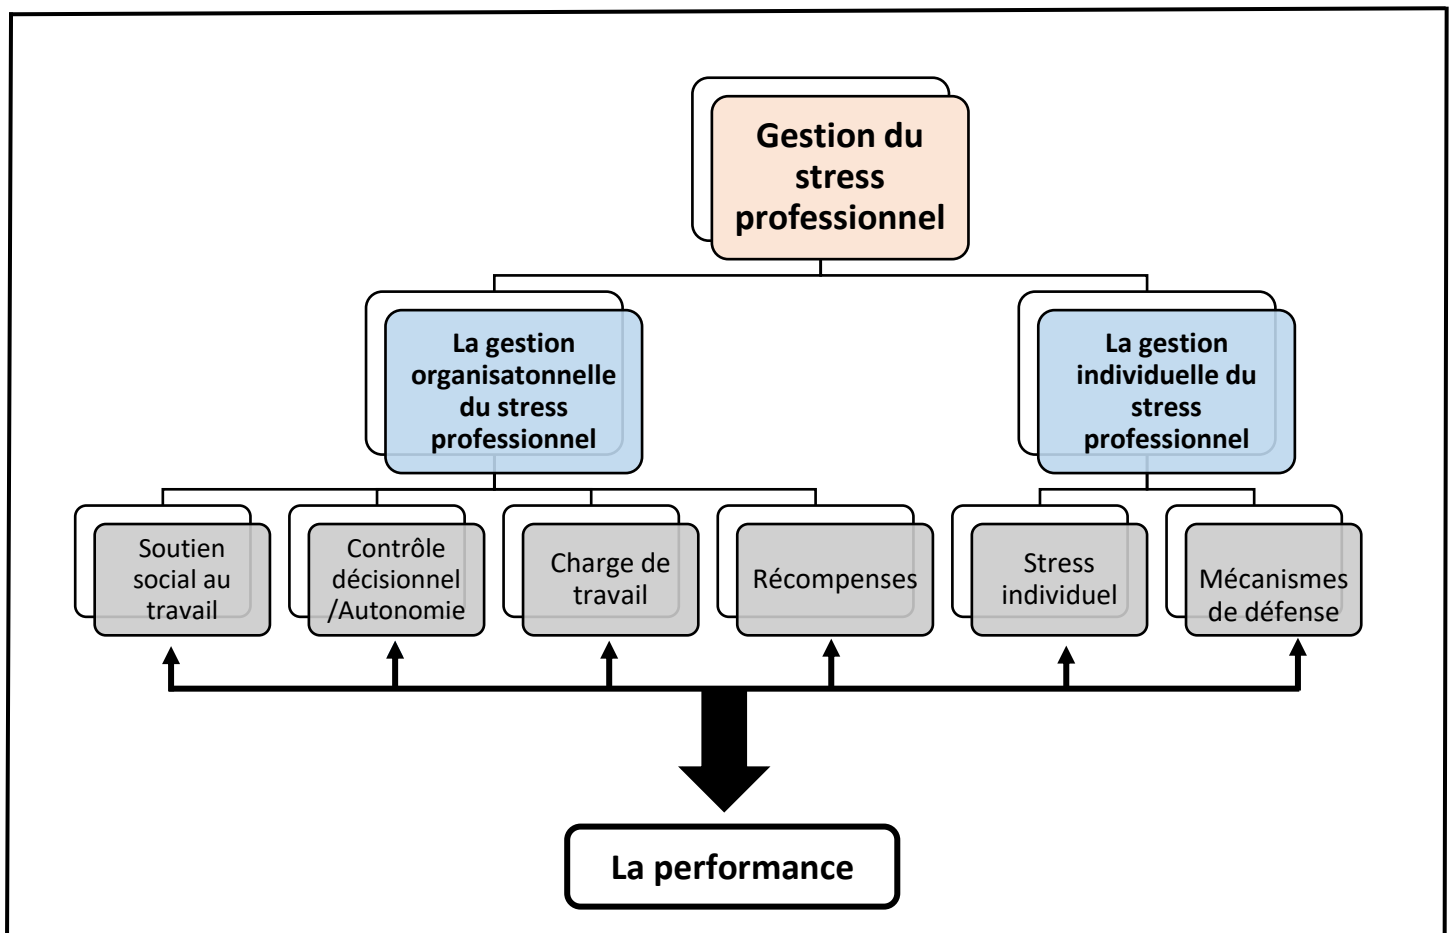 Gestion du
stress
professionnel
La gestion
organisatonnelle
du stress
professionnel
La gestion
individuelle du
stress
professionnel
Soutien
social au
travail
Contrôle
décisionnel
/Autonomie
Charge de
travail
Récompenses
Stress
individuel
Mécanismes
de défense
La performance